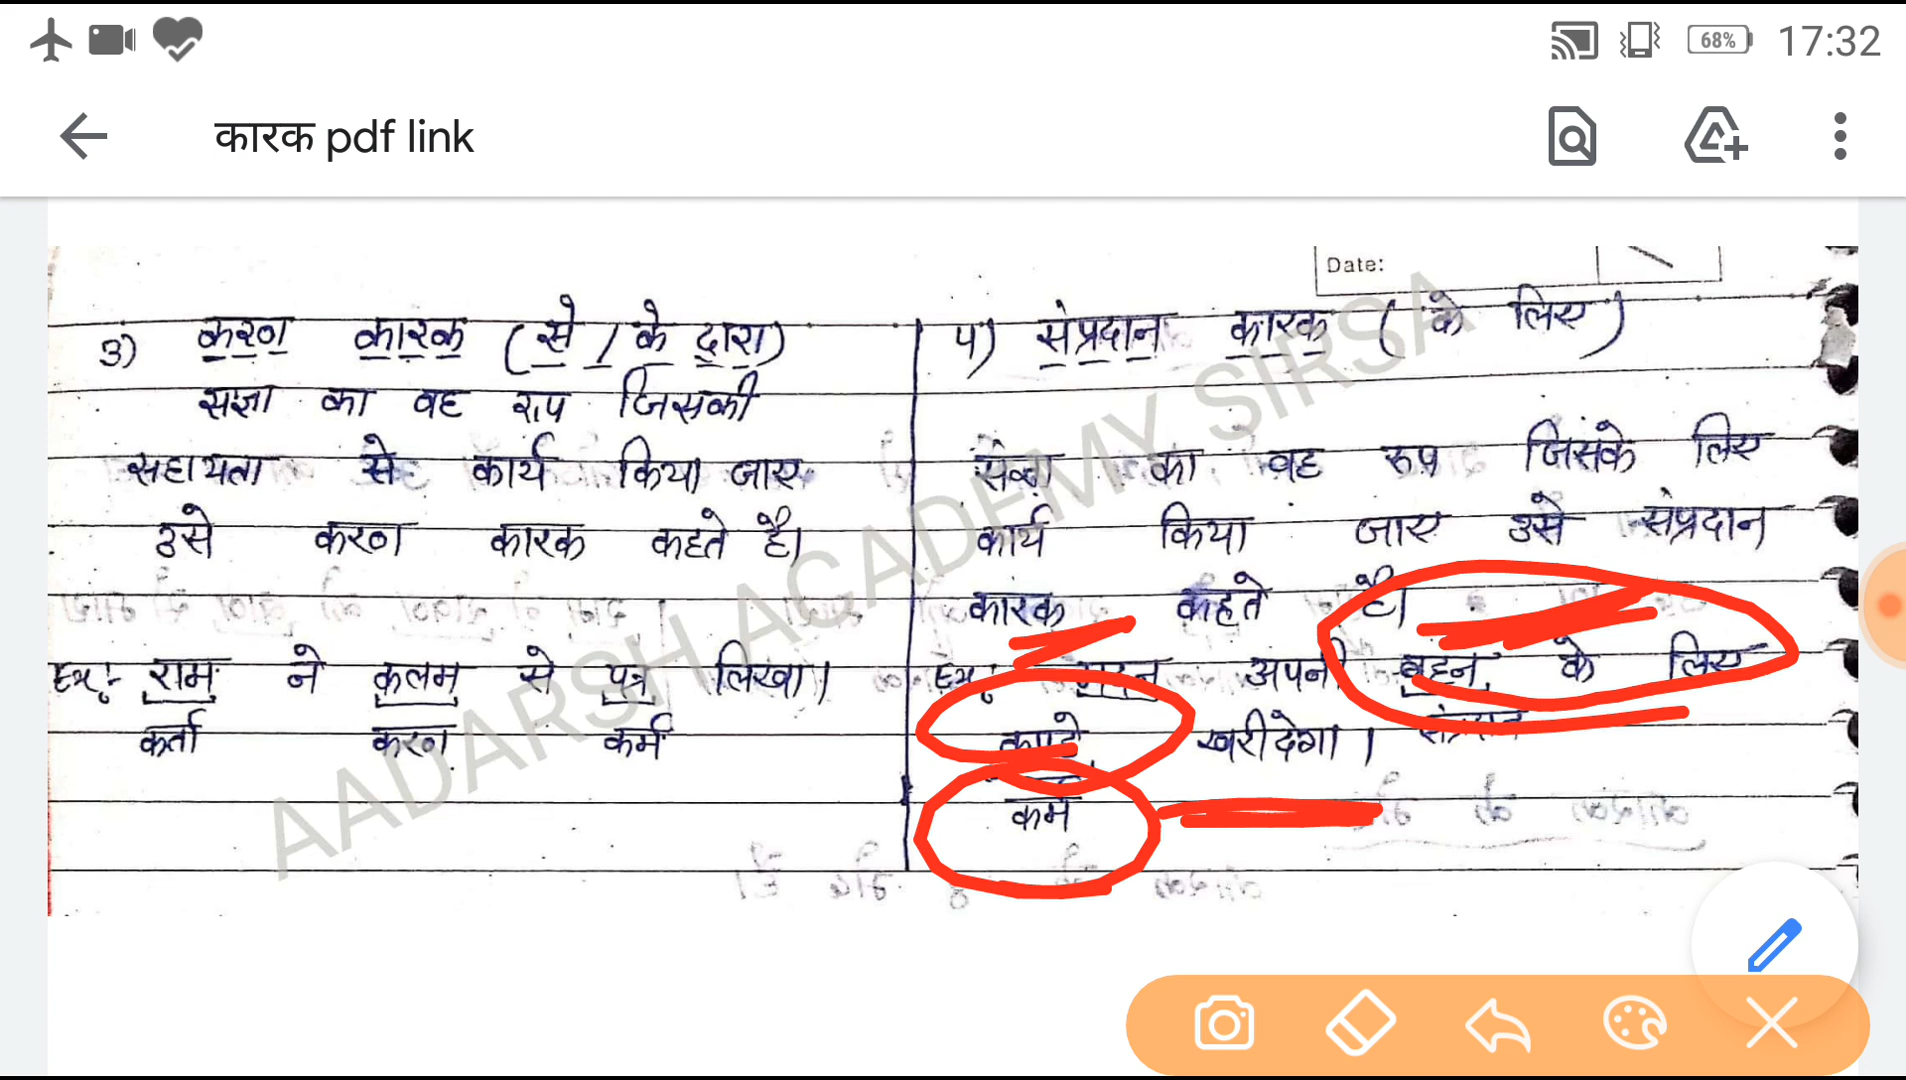 68% 17:32
कारक pdf link
Date:
3) करण कारक (से / के द्वारा)
सज्ञा का वह रूप जिसकी
सहायता से कार्य किया जाए
उसे करण कारक कहते है।
Ex:- राम ने कलम से पत्र लिखा।
कर्ता करण कर्म
4) संप्रदान कारक (के लिए)
संज्ञा का वह रूप जिसके लिए
कार्य किया जाए उसे संप्रदान
कारक कहते है।
Ex: अपनी बहन के लिए
कपड़े खरीदेगा। संप्रदान
कर्म
AADARSH ACADEMY SIRSA